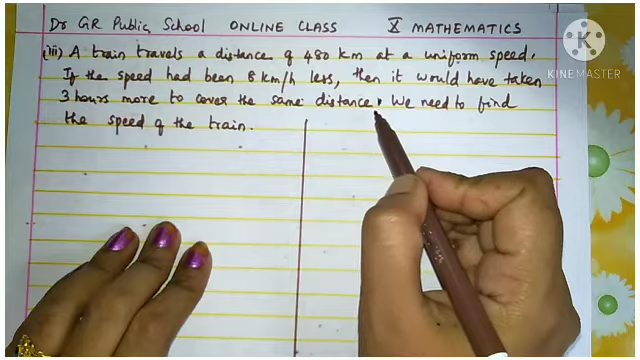 Dr GR Public School ONLINE CLASS X MATHEMATICS
K
KINEMASTER
(iii) A train travels a distance of 480 km at a uniform speed.
If the speed had been 8 km/h less, then it would have taken
3 hours more to cover the same distance. We need to find
the speed of the train.